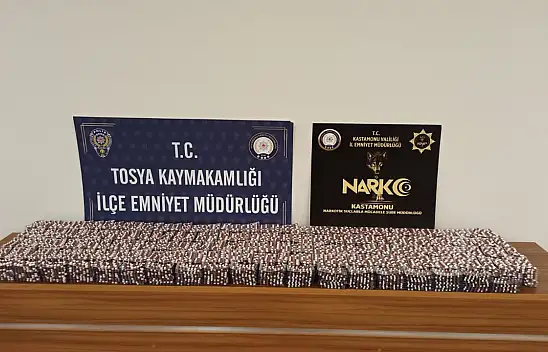 T.C.
TOSYA KAYMAKAMLIĞI
İLÇE EMNİYET MÜDÜRLÜĞÜ
T.C.
KASTAMONU VALİLİĞİ
İL EMNİYET MÜDÜRLÜĞÜ
NARKO
KASTAMONU
NARKOTİK SUÇLARLA MÜCADELE ŞUBE MÜDÜRLÜĞÜ